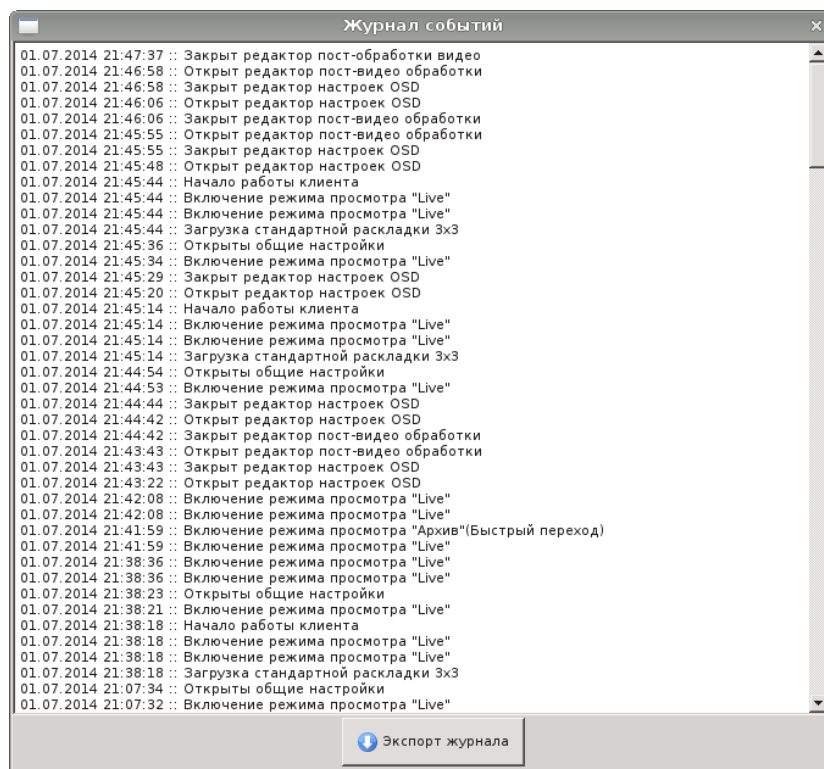 Журнал событий
01.07.2014 21:47:37 :: Закрыт редактор пост-обработки видео
01.07.2014 21:46:58 :: Открыт редактор пост-видео обработки
01.07.2014 21:46:58 :: Закрыт редактор настроек OSD
01.07.2014 21:46:06 :: Открыт редактор настроек OSD
01.07.2014 21:46:06 :: Закрыт редактор пост-видео обработки
01.07.2014 21:45:55 :: Открыт редактор пост-видео обработки
01.07.2014 21:45:55 :: Закрыт редактор настроек OSD
01.07.2014 21:45:48 :: Открыт редактор настроек OSD
01.07.2014 21:45:44 :: Начало работы клиента
01.07.2014 21:45:44 :: Включение режима просмотра "Live"
01.07.2014 21:45:44 :: Включение режима просмотра "Live"
01.07.2014 21:45:44 :: Загрузка стандартной раскладки 3x3
01.07.2014 21:45:36 :: Открыты общие настройки
01.07.2014 21:45:34 :: Включение режима просмотра "Live"
01.07.2014 21:45:29 :: Закрыт редактор настроек OSD
01.07.2014 21:45:20 :: Открыт редактор настроек OSD
01.07.2014 21:45:14 :: Начало работы клиента
01.07.2014 21:45:14 :: Включение режима просмотра "Live"
01.07.2014 21:45:14 :: Включение режима просмотра "Live"
01.07.2014 21:45:14 :: Загрузка стандартной раскладки 3x3
01.07.2014 21:44:54 :: Открыты общие настройки
01.07.2014 21:44:53 :: Включение режима просмотра "Live"
01.07.2014 21:44:44 :: Закрыт редактор настроек OSD
01.07.2014 21:44:42 :: Открыт редактор настроек OSD
01.07.2014 21:44:42 :: Закрыт редактор пост-видео обработки
01.07.2014 21:43:43 :: Открыт редактор пост-видео обработки
01.07.2014 21:43:43 :: Закрыт редактор настроек OSD
01.07.2014 21:43:22 :: Открыт редактор настроек OSD
01.07.2014 21:42:08 :: Включение режима просмотра "Live"
01.07.2014 21:42:08 :: Включение режима просмотра "Live"
01.07.2014 21:41:59 :: Включение режима просмотра "Архив"(Быстрый переход)
01.07.2014 21:41:59 :: Включение режима просмотра "Live"
01.07.2014 21:38:36 :: Включение режима просмотра "Live"
01.07.2014 21:38:36 :: Включение режима просмотра "Live"
01.07.2014 21:38:23 :: Открыты общие настройки
01.07.2014 21:38:21 :: Включение режима просмотра "Live"
01.07.2014 21:38:18 :: Начало работы клиента
01.07.2014 21:38:18 :: Включение режима просмотра "Live"
01.07.2014 21:38:18 :: Включение режима просмотра "Live"
01.07.2014 21:38:18 :: Загрузка стандартной раскладки 3x3
01.07.2014 21:07:34 :: Открыты общие настройки
01.07.2014 21:07:32 :: Включение режима просмотра "Live"
Экспорт журнала